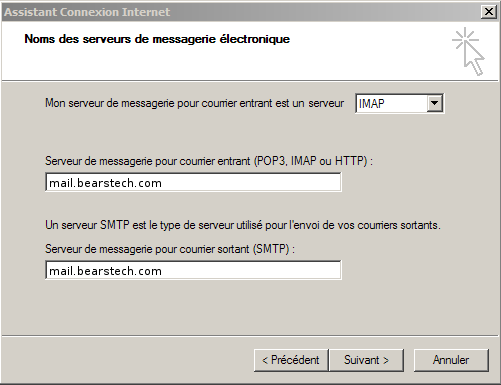 Assistant Connexion Internet
Noms des serveurs de messagerie électronique
Mon serveur de messagerie pour courrier entrant est un serveur IMAP
Serveur de messagerie pour courrier entrant (POP3, IMAP ou HTTP) :
mail.bearstech.com
Un serveur SMTP est le type de serveur utilisé pour l'envoi de vos courriers sortants.
Serveur de messagerie pour courrier sortant (SMTP) :
mail.bearstech.com
< Précédent Suivant > Annuler